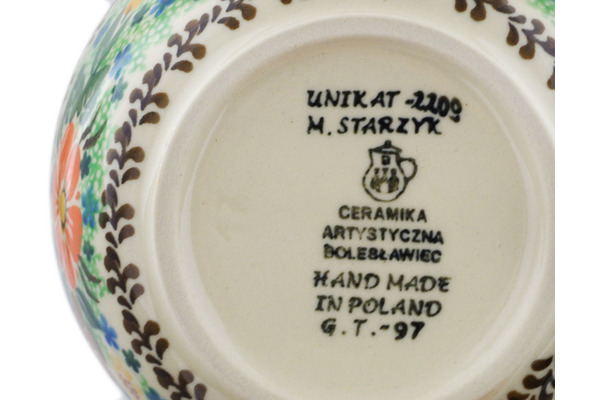 UNIKAT-2209
M. STARZYK
CERAMIKA
ARTYSTYCZNA
BOLESŁAWIEC
HAND MADE
IN POLAND
G.T.-97